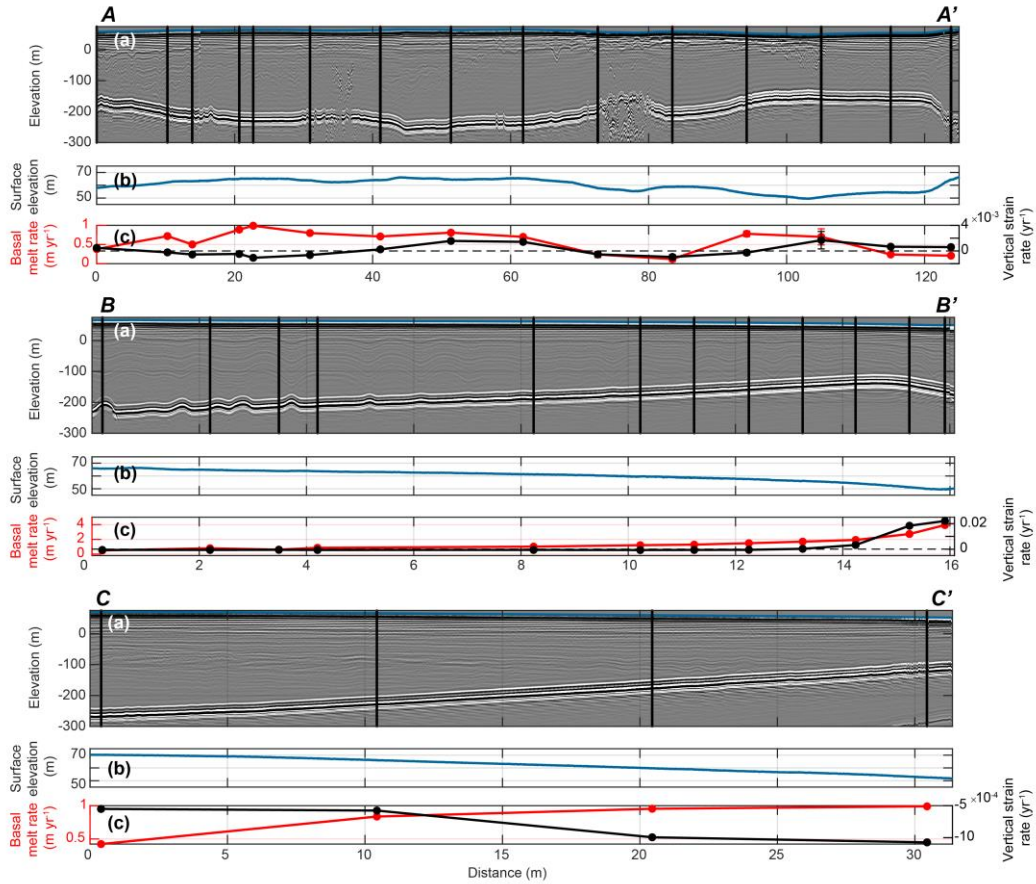 A A’
(a)
Elevation (m)
0
-100
-200
-300
(b)
Surface elevation (m)
70
50
(c)
Basal melt rate (m yr⁻¹)
1
0.5
0
4 ×10⁻³
0
Vertical strain rate (yr⁻¹)
0 20 40 60 80 100 120
B B’
(a)
Elevation (m)
0
-100
-200
-300
(b)
Surface elevation (m)
70
50
(c)
Basal melt rate (m yr⁻¹)
4
2
0
0.02
0
Vertical strain rate (yr⁻¹)
0 2 4 6 8 10 12 14 16
C C’
(a)
Elevation (m)
0
-100
-200
-300
(b)
Surface elevation (m)
70
50
(c)
Basal melt rate (m yr⁻¹)
1
0.5
-5 ×10⁻⁴
-10
Vertical strain rate (yr⁻¹)
0 5 10 15 20 25 30
Distance (m)